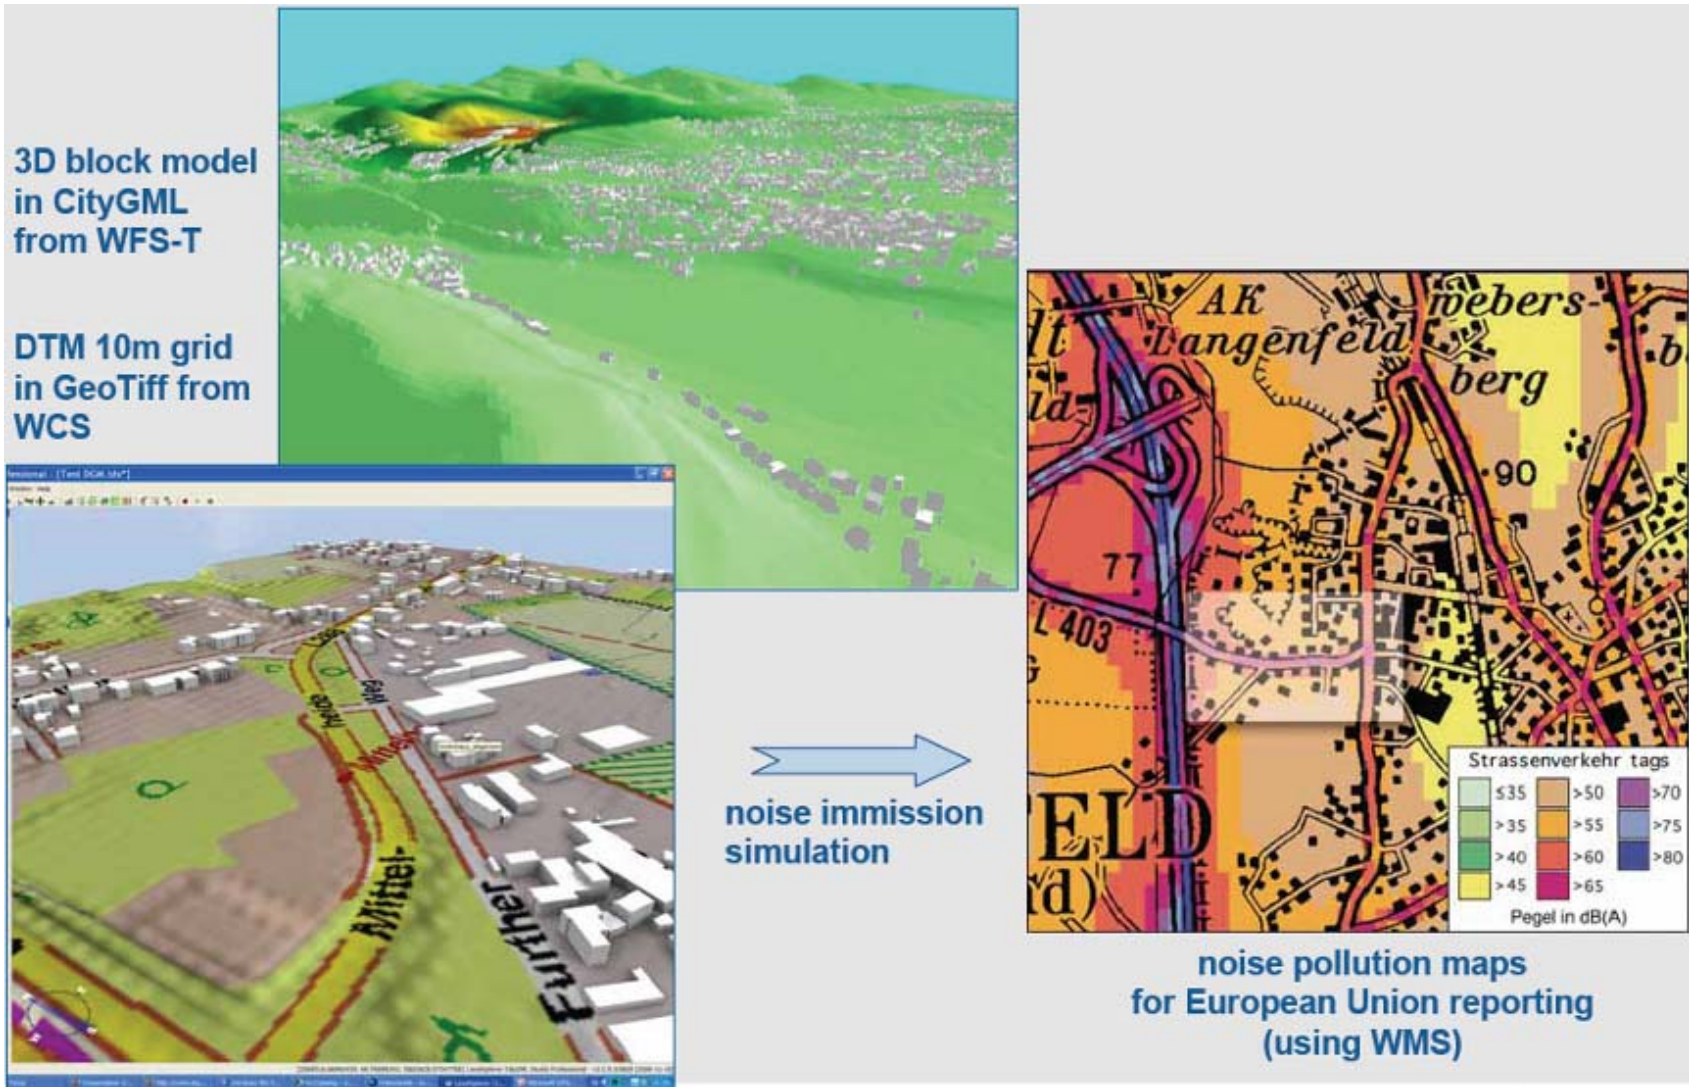 3D block model
in CityGML
from WFS-T
DTM 10m grid
in GeoTiff from
WCS
Mittel-
Further
noise immission
simulation
AK
Langenfeld
webers-
berg
90
77
L 403
ELD
rd)
Strassenverkehr tags
≤35 >50 >70
>35 >55 >75
>40 >60 >80
>45 >65
Pegel in dB(A)
noise pollution maps
for European Union reporting
(using WMS)